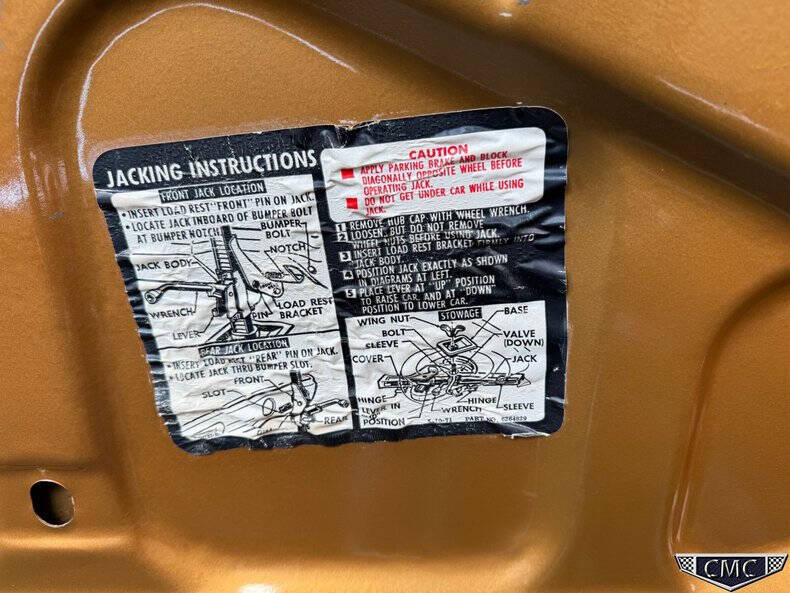 JACKING INSTRUCTIONS
FRONT JACK LOCATION
• INSERT LOAD REST "FRONT" PIN ON JACK.
• LOCATE JACK INBOARD OF BUMPER BOLT
AT BUMPER NOTCH
BUMPER
BOLT
NOTCH
JACK BODY
WRENCH
PIN
LOAD REST
BRACKET
LEVER
REAR JACK LOCATION
• INSERT LOAD REST "REAR" PIN ON JACK.
• LOCATE JACK THRU BUMPER SLOT.
FRONT
SLOT
REAR
CAUTION
APPLY PARKING BRAKE AND BLOCK
DIAGONALLY OPPOSITE WHEEL BEFORE
OPERATING JACK.
DO NOT GET UNDER CAR WHILE USING
JACK.
1 REMOVE HUB CAP WITH WHEEL WRENCH.
2 LOOSEN, BUT DO NOT REMOVE
WHEEL NUTS BEFORE USING JACK.
3 INSERT LOAD REST BRACKET FIRMLY INTO
JACK BODY.
4 POSITION JACK EXACTLY AS SHOWN
IN DIAGRAMS AT LEFT.
5 PLACE LEVER AT "UP" POSITION
TO RAISE CAR, AND AT "DOWN"
POSITION TO LOWER CAR.
STOWAGE
WING NUT
BOLT
SLEEVE
COVER
HINGE
LEVER IN
POSITION
WRENCH
HINGE
SLEEVE
BASE
VALVE
(DOWN)
JACK
PART NO. 6264829
CMC